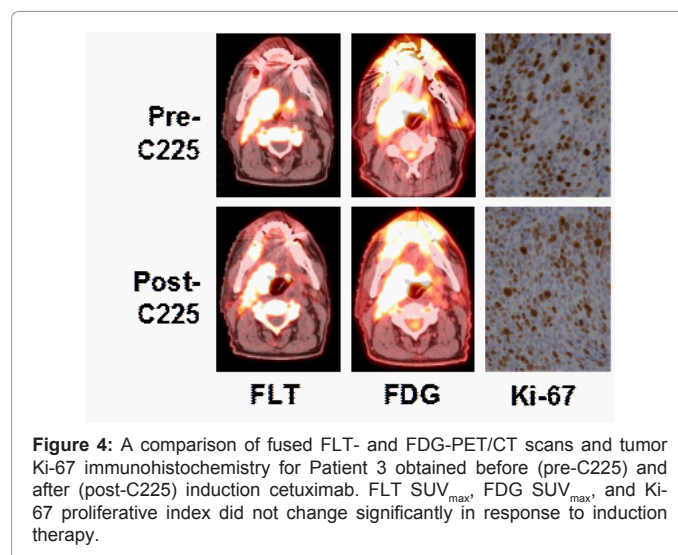 Pre-
C225
Post-
C225
FLT FDG Ki-67
Figure 4: A comparison of fused FLT- and FDG-PET/CT scans and tumor
Ki-67 immunohistochemistry for Patient 3 obtained before (pre-C225) and
after (post-C225) induction cetuximab. FLT SUVmax, FDG SUVmax, and Ki-
67 proliferative index did not change significantly in response to induction
therapy.